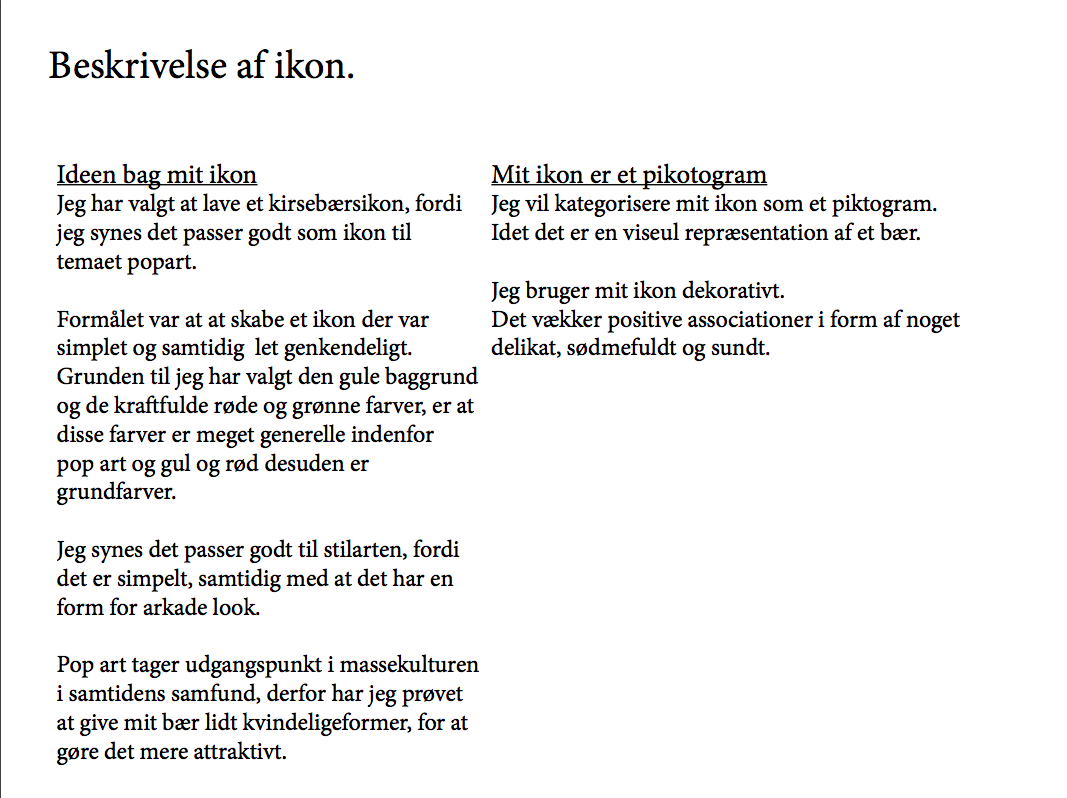 Beskrivelse af ikon.
Ideen bag mit ikon
Jeg har valgt at lave et kirsebærsikon, fordi
jeg synes det passer godt som ikon til
temaet popart.
Formålet var at at skabe et ikon der var
simplet og samtidig  let genkendeligt.
Grunden til jeg har valgt den gule baggrund
og de kraftfulde røde og grønne farver, er at
disse farver er meget generelle indenfor
pop art og gul og rød desuden er
grundfarver.
Jeg synes det passer godt til stilarten, fordi
det er simpelt, samtidig med at det har en
form for arkade look.
Pop art tager udgangspunkt i massekulturen
i samtidens samfund, derfor har jeg prøvet
at give mit bær lidt kvindeligeformer, for at
gøre det mere attraktivt.
Mit ikon er et pikotogram
Jeg vil kategorisere mit ikon som et piktogram.
Idet det er en viseul repræsentation af et bær.
Jeg bruger mit ikon dekorativt.
Det vækker positive associationer i form af noget
delikat, sødmefuldt og sundt.